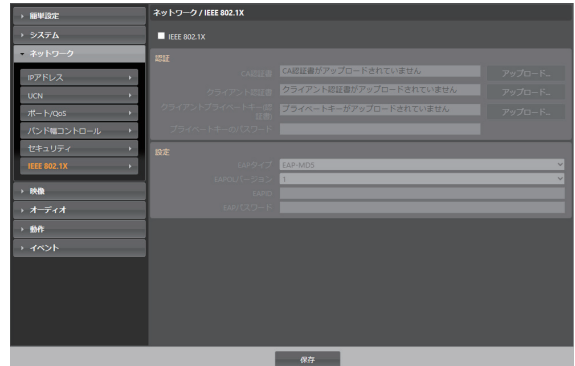 簡単設定
システム
ネットワーク
IPアドレス
UCN
ポート/QoS
バンド幅コントロール
セキュリティ
IEEE 802.1X
映像
オーディオ
動作
イベント
ネットワーク / IEEE 802.1X
IEEE 802.1X
認証
CA認証書 CA認証書がアップロードされていません アップロード...
クライアント認証書 クライアント認証書がアップロードされていません
クライアントプライベートキー(認証書) プライベートキーがアップロードされていません アップロード...
プライベートキーのパスワード
設定
EAPタイプ EAP-MD5
EAPOLバージョン 1
EAPID
EAPパスワード
保存